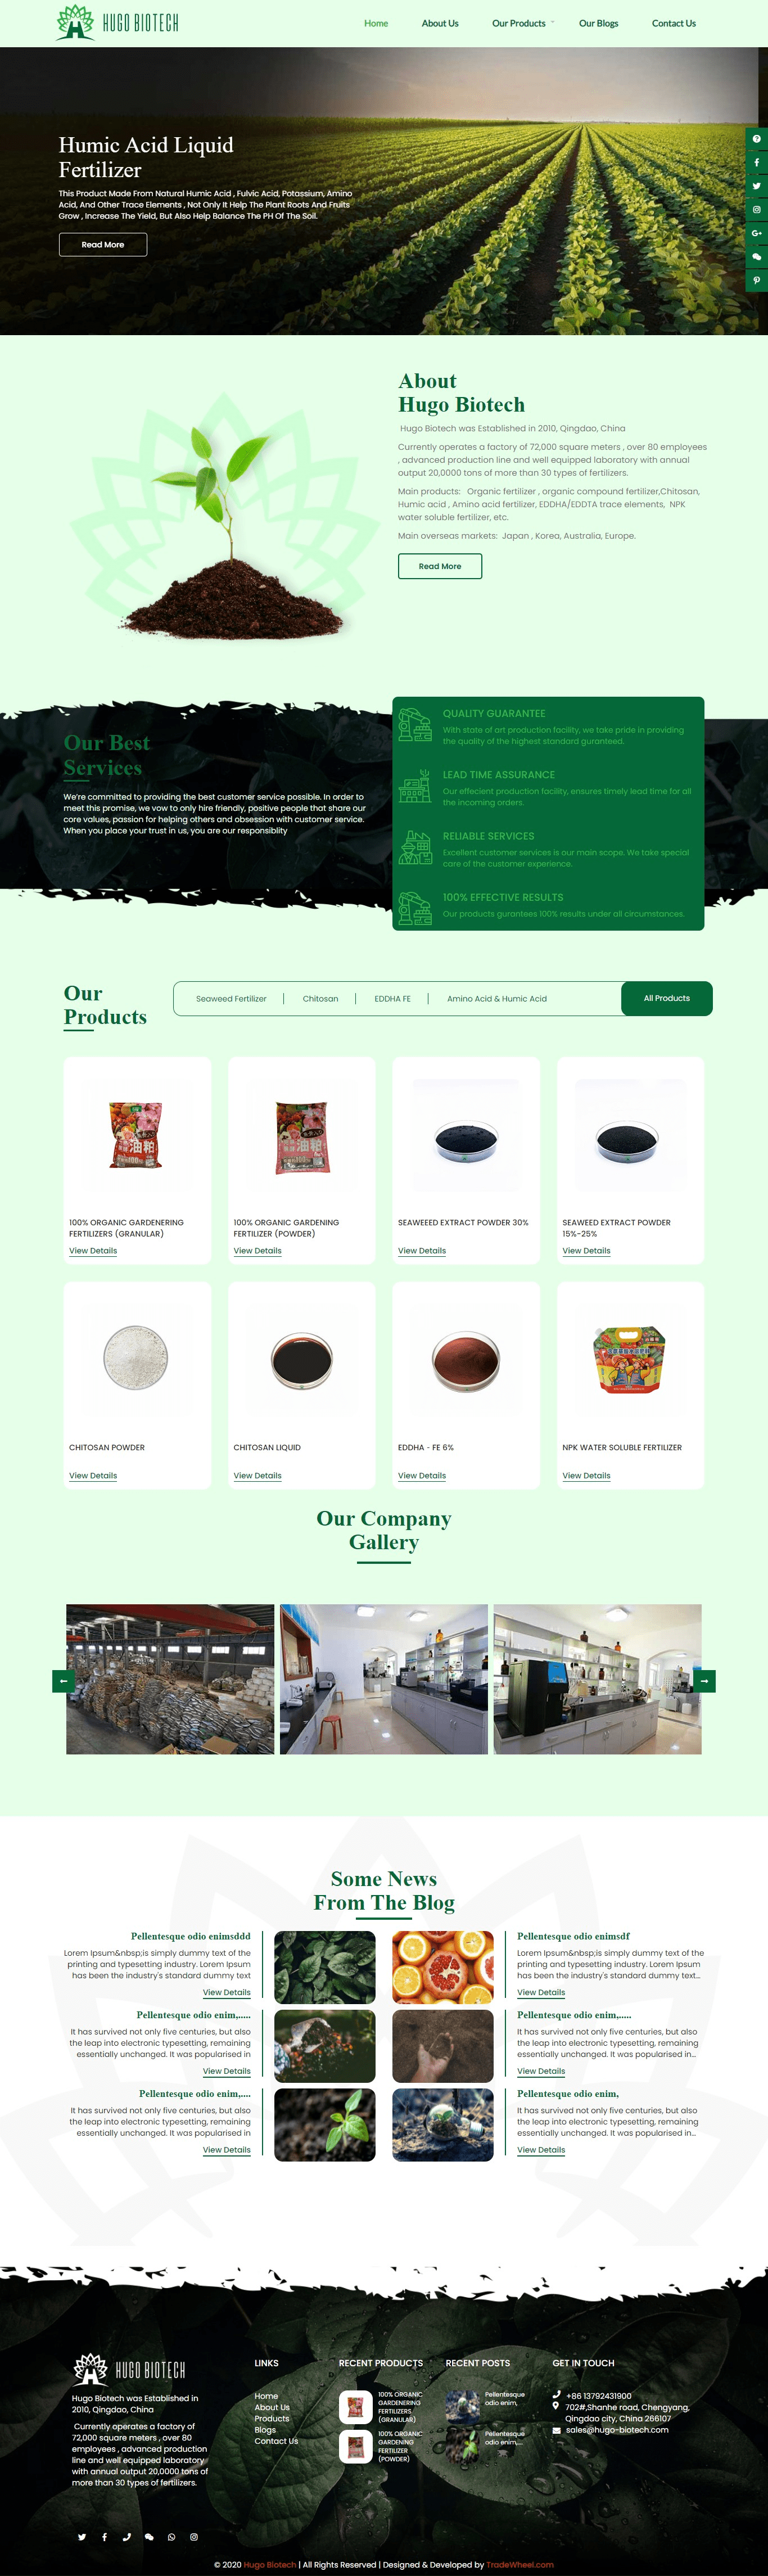 HUGO BIOTECH
Home
About Us
Our Products
Our Blogs
Contact Us
Humic Acid Liquid
Fertilizer
This Product Made From Natural Humic Acid , Fulvic Acid, Potassium, Amino
Acid, And Other Trace Elements , Not Only It Help The Plant Roots And Fruits
Grow , Increase The Yield, But Also Help Balance The PH Of The Soil.
Read More
About
Hugo Biotech
Hugo Biotech was Established in 2010, Qingdao, China
Currently operates a factory of 72,000 square meters , over 80 employees
, advanced production line and well equipped laboratory with annual
output 20,0000 tons of more than 30 types of fertilizers.
Main products: Organic fertilizer , organic compound fertilizer,Chitosan,
Humic acid , Amino acid fertilizer, EDDHA/EDDTA trace elements, NPK
water soluble fertilizer, etc.
Main overseas markets: Japan , Korea, Australia, Europe.
Read More
Our Best
Services
We're committed to providing the best customer service possible. In order to
meet this promise, we vow to only hire friendly, positive people that share our
core values, passion for helping others and obsession with customer service.
When you place your trust in us, you are our responsiblity
QUALITY GUARANTEE
With state of art production facility, we take pride in providing
the quality of the highest standard guranteed.
LEAD TIME ASSURANCE
Our effecient production facility, ensures timely lead time for all
the incoming orders.
RELIABLE SERVICES
Excellent customer services is our main scope. We take special
care of the customer experience.
100% EFFECTIVE RESULTS
Our products gurantees 100% results under all circumstances.
Our
Products
Seaweed Fertilizer
Chitosan
EDDHA FE
Amino Acid & Humic Acid
All Products
油粕
油粕
100% ORGANIC GARDENERING
FERTILIZERS (GRANULAR)
View Details
100% ORGANIC GARDENING
FERTILIZER (POWDER)
View Details
SEAWEEED EXTRACT POWDER 30%
View Details
SEAWEED EXTRACT POWDER
15%-25%
View Details
CHITOSAN POWDER
View Details
CHITOSAN LIQUID
View Details
EDDHA - FE 6%
View Details
NPK WATER SOLUBLE FERTILIZER
View Details
Our Company
Gallery
Some News
From The Blog
Pellentesque odio enimsddd
Lorem Ipsum&nbsp;is simply dummy text of the
printing and typesetting industry. Lorem Ipsum
has been the industry's standard dummy text
View Details
Pellentesque odio enimsdf
Lorem Ipsum&nbsp;is simply dummy text of the
printing and typesetting industry. Lorem Ipsum
has been the industry's standard dummy text...
View Details
Pellentesque odio enim,.....
It has survived not only five centuries, but also
the leap into electronic typesetting, remaining
essentially unchanged. It was popularised in
View Details
Pellentesque odio enim,.....
It has survived not only five centuries, but also
the leap into electronic typesetting, remaining
essentially unchanged. It was popularised in...
View Details
Pellentesque odio enim,....
It has survived not only five centuries, but also
the leap into electronic typesetting, remaining
essentially unchanged. It was popularised in
View Details
Pellentesque odio enim,
It has survived not only five centuries, but also
the leap into electronic typesetting, remaining
essentially unchanged. It was popularised in...
View Details
HUGO BIOTECH
Hugo Biotech was Established in
2010, Qingdao, China
Currently operates a factory of
72,000 square meters , over 80
employees , advanced production
line and well equipped laboratory
with annual output 20,0000 tons of
more than 30 types of fertilizers.
LINKS
Home
About Us
Products
Blogs
Contact Us
RECENT PRODUCTS
100% ORGANIC
GARDENERING
FERTILIZERS
(GRANULAR)
100% ORGANIC
GARDENING
FERTILIZER
(POWDER)
RECENT POSTS
Pellentesque
odio enim,
Pellentesque
odio enim,....
GET IN TOUCH
+86 13792431900
702#,Shanhe road, Chengyang,
Qingdao city, China 266107
sales@hugo-biotech.com
© 2020 Hugo Biotech | All Rights Reserved | Designed & Developed by TradeWheel.com